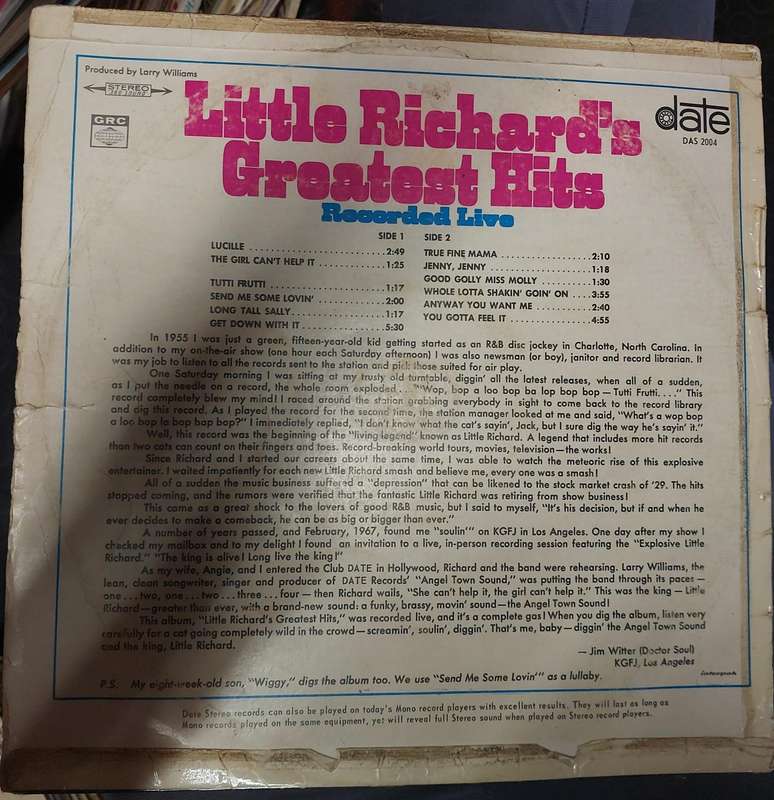 Produced by Larry Williams
STEREO
360 SOUND
GRC
Little Richard's
Greatest Hits
Recorded Live
date
DAS 2004
SIDE 1
LUCILLE 2:49
THE GIRL CAN'T HELP IT 1:25
TUTTI FRUTTI 1:17
SEND ME SOME LOVIN' 2:00
LONG TALL SALLY 1:17
GET DOWN WITH IT 5:30
SIDE 2
TRUE FINE MAMA 2:10
JENNY, JENNY 1:18
GOOD GOLLY MISS MOLLY 1:30
WHOLE LOTTA SHAKIN' GOIN' ON 3:55
ANYWAY YOU WANT ME 2:40
YOU GOTTA FEEL IT 4:55
In 1955 I was just a green, fifteen-year-old kid getting started as an R&B disc jockey in Charlotte, North Carolina. In
addition to my on-the-air show (one hour each Saturday afternoon) I was also newsman (or boy), janitor and record librarian. It
was my job to listen to all the records sent to the station and pick those suited for air play.
One Saturday morning I was sitting at my trusty old turntable, diggin' all the latest releases, when all of a sudden,
as I put the needle on a record, the whole room exploded... "Wop, bop a loo bop ba lop bop bop — Tutti Frutti...." This
record completely blew my mind! I raced around the station grabbing everybody in sight to come back to the record library
and dig this record. As I played the record for the second time, the station manager looked at me and said, "What's a wop bop
a loo bop la bap bap bop?" I immediately replied, "I don't know what the cat's sayin', Jack, but I sure dig the way he's sayin' it."
Well, this record was the beginning of the "living legend" known as Little Richard. A legend that includes more hit records
than two cats can count on their fingers and toes. Record-breaking world tours, movies, television — the works!
Since Richard and I started our careers about the same time, I was able to watch the meteoric rise of this explosive
entertainer. I waited impatiently for each new Little Richard smash and believe me, every one was a smash!
All of a sudden the music business suffered a "depression" that can be likened to the stock market crash of '29. The hits
stopped coming, and the rumors were verified that the fantastic Little Richard was retiring from show business!
This came as a great shock to the lovers of good R&B music, but I said to myself, "It's his decision, but if and when he
ever decides to make a comeback, he can be as big or bigger than ever."
A number of years passed, and February, 1967, found me "soulin'" on KGFJ in Los Angeles. One day after my show I
checked my mailbox and to my delight I found an invitation to a live, in-person recording session featuring the "Explosive Little
Richard." "The king is alive! Long live the king!"
As my wife, Angie, and I entered the Club DATE in Hollywood, Richard and the band were rehearsing. Larry Williams, the
lean, clean songwriter, singer and producer of DATE Records' "Angel Town Sound," was putting the band through its paces —
one...two, one...two...three...four — then Richard wails, "She can't help it, the girl can't help it." This was the king — Little
Richard — greater than ever, with a brand-new sound: a funky, brassy, movin' sound — the Angel Town Sound!
This album, "Little Richard's Greatest Hits," was recorded live, and it's a complete gas! When you dig the album, listen very
carefully for a cat going completely wild in the crowd — screamin', soulin', diggin'. That's me, baby — diggin' the Angel Town Sound
and the king, Little Richard.
— Jim Witter (Doctor Soul)
KGFJ, Los Angeles
P.S. My eight-week-old son, "Wiggy," digs the album too. We use "Send Me Some Lovin'" as a lullaby.
Date Stereo records can also be played on today's Mono record players with excellent results. They will last as long as
Mono records played on the same equipment, yet will reveal full Stereo sound when played on Stereo record players.